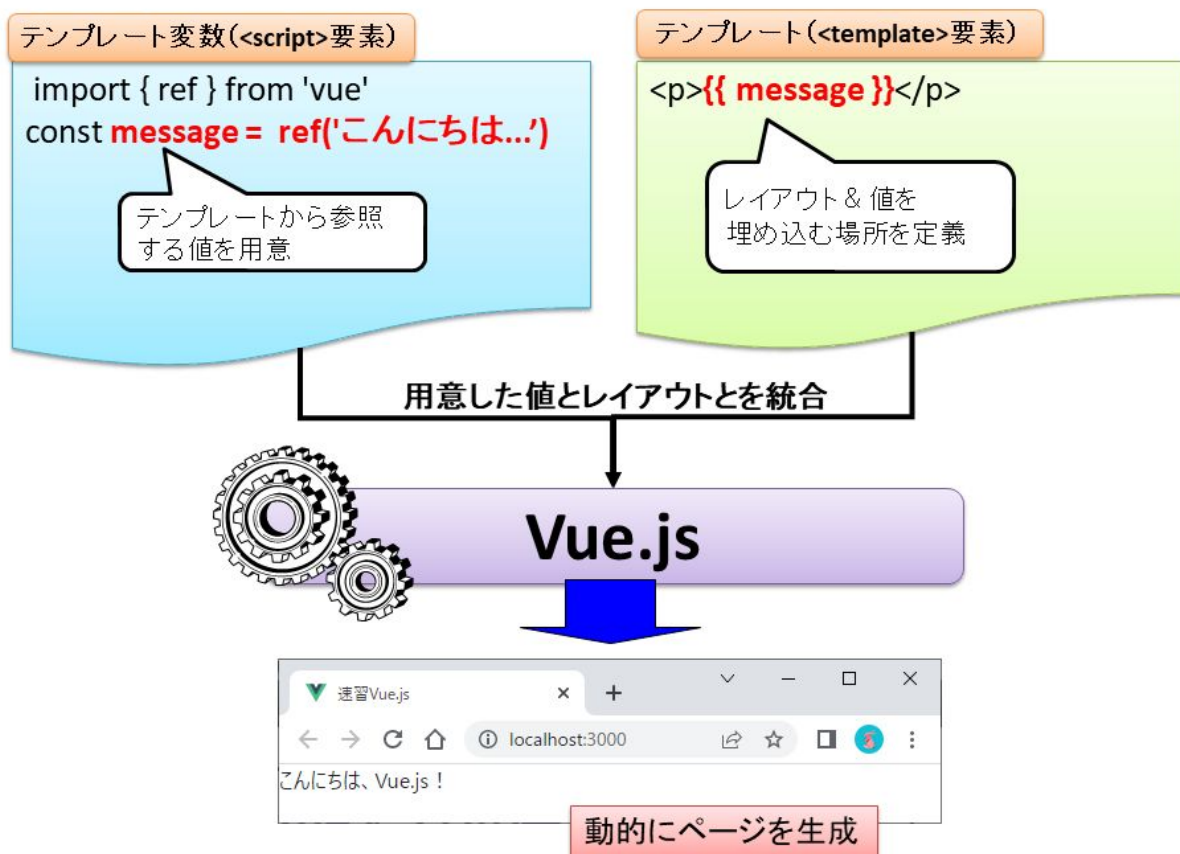 テンプレート変数(<script>要素)
import { ref } from 'vue'
const message = ref('こんにちは...')
テンプレートから参照
する値を用意
テンプレート(<template>要素)
<p>{{ message }}</p>
レイアウト & 値を
埋め込む場所を定義
用意した値とレイアウトとを統合
Vue.js
速習Vue.js
localhost:3000
こんにちは、Vue.js！
動的にページを生成